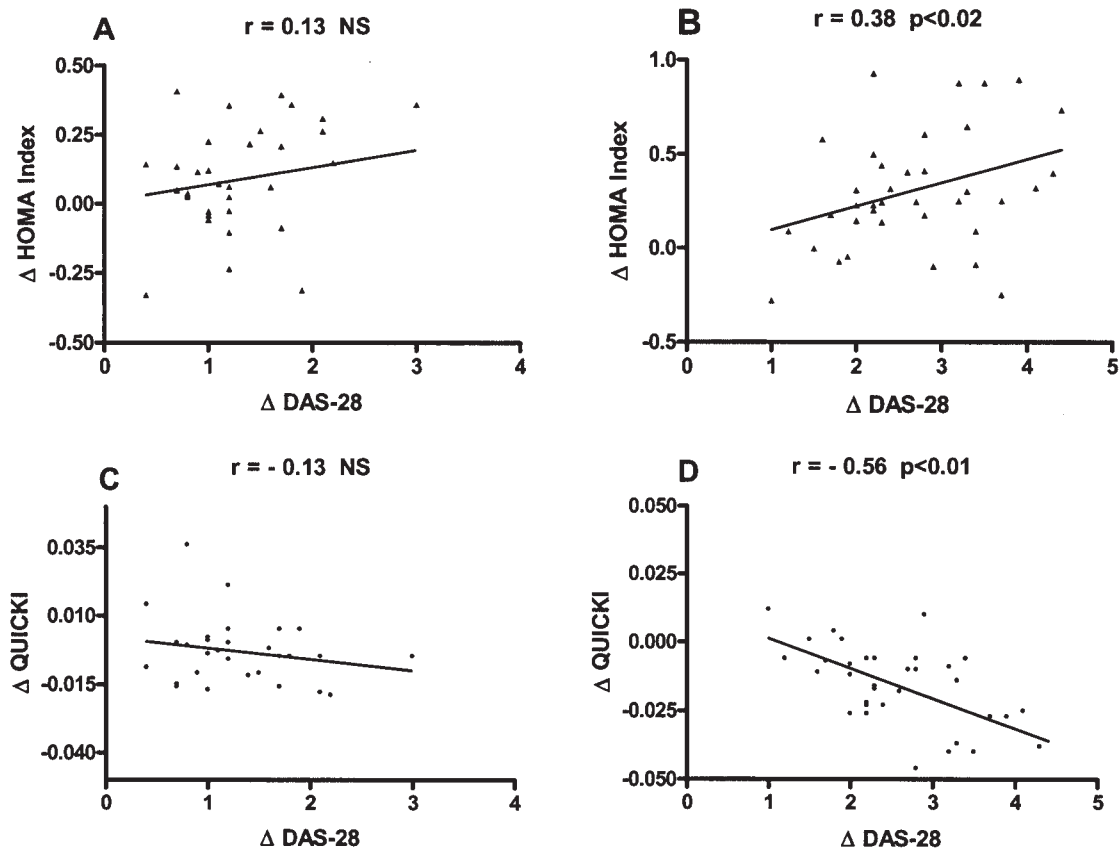 A
r = 0.13 NS
Δ HOMA Index
0.50
0.25
0.00
-0.25
-0.50
0 1 2 3 4
Δ DAS-28
B
r = 0.38 p<0.02
Δ HOMA Index
1.0
0.5
0.0
-0.5
0 1 2 3 4 5
Δ DAS-28
C
r = - 0.13 NS
Δ QUICKI
0.035
0.010
-0.015
-0.040
0 1 2 3 4
Δ DAS-28
D
r = - 0.56 p<0.01
Δ QUICKI
0.050
0.025
0.000
-0.025
-0.050
0 1 2 3 4 5
Δ DAS-28